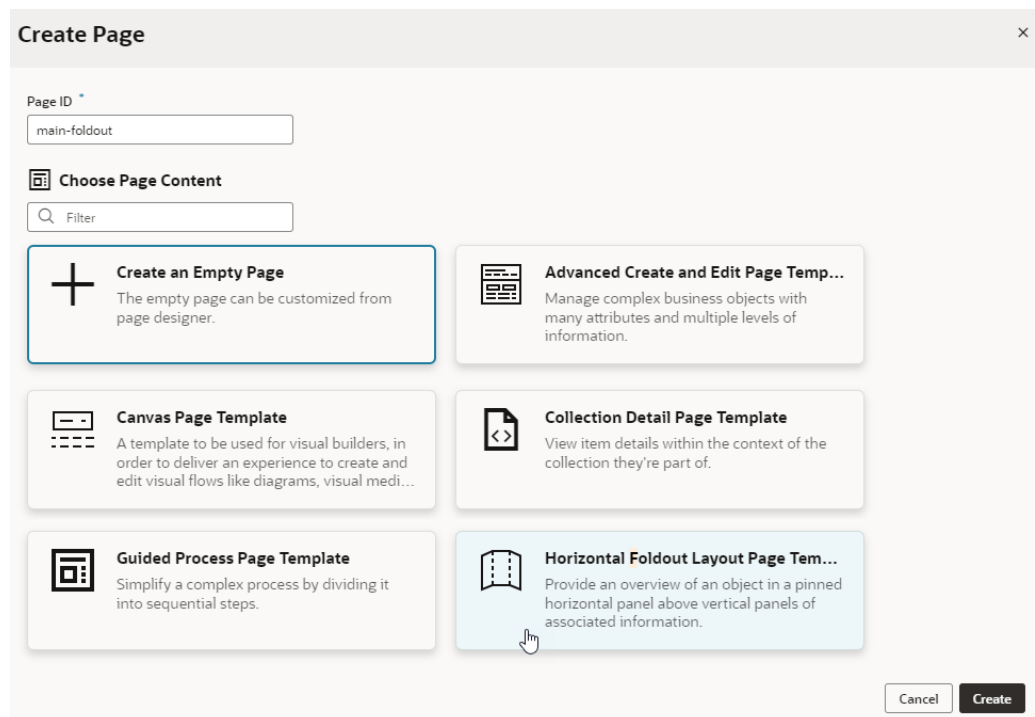 Create Page
Page ID *
main-foldout
Choose Page Content
Filter
Create an Empty Page
The empty page can be customized from
page designer.
Advanced Create and Edit Page Temp...
Manage complex business objects with
many attributes and multiple levels of
information.
Canvas Page Template
A template to be used for visual builders, in
order to deliver an experience to create and
edit visual flows like diagrams, visual medi...
Collection Detail Page Template
View item details within the context of the
collection they're part of.
Guided Process Page Template
Simplify a complex process by dividing it
into sequential steps.
Horizontal Foldout Layout Page Tem...
Provide an overview of an object in a pinned
horizontal panel above vertical panels of
associated information.
Cancel
Create